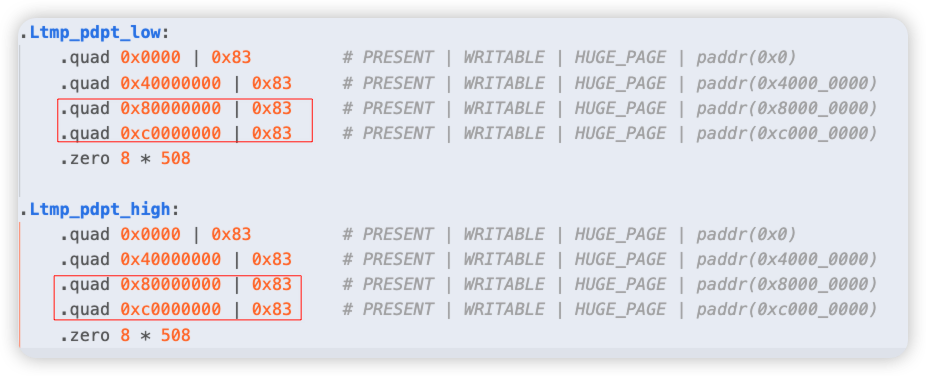 .Ltmp_pdpt_low:
.quad 0x0000 | 0x83 # PRESENT | WRITABLE | HUGE_PAGE | paddr(0x0)
.quad 0x40000000 | 0x83 # PRESENT | WRITABLE | HUGE_PAGE | paddr(0x4000_0000)
.quad 0x80000000 | 0x83 # PRESENT | WRITABLE | HUGE_PAGE | paddr(0x8000_0000)
.quad 0xc0000000 | 0x83 # PRESENT | WRITABLE | HUGE_PAGE | paddr(0xc000_0000)
.zero 8 * 508
.Ltmp_pdpt_high:
.quad 0x0000 | 0x83 # PRESENT | WRITABLE | HUGE_PAGE | paddr(0x0)
.quad 0x40000000 | 0x83 # PRESENT | WRITABLE | HUGE_PAGE | paddr(0x4000_0000)
.quad 0x80000000 | 0x83 # PRESENT | WRITABLE | HUGE_PAGE | paddr(0x8000_0000)
.quad 0xc0000000 | 0x83 # PRESENT | WRITABLE | HUGE_PAGE | paddr(0xc000_0000)
.zero 8 * 508